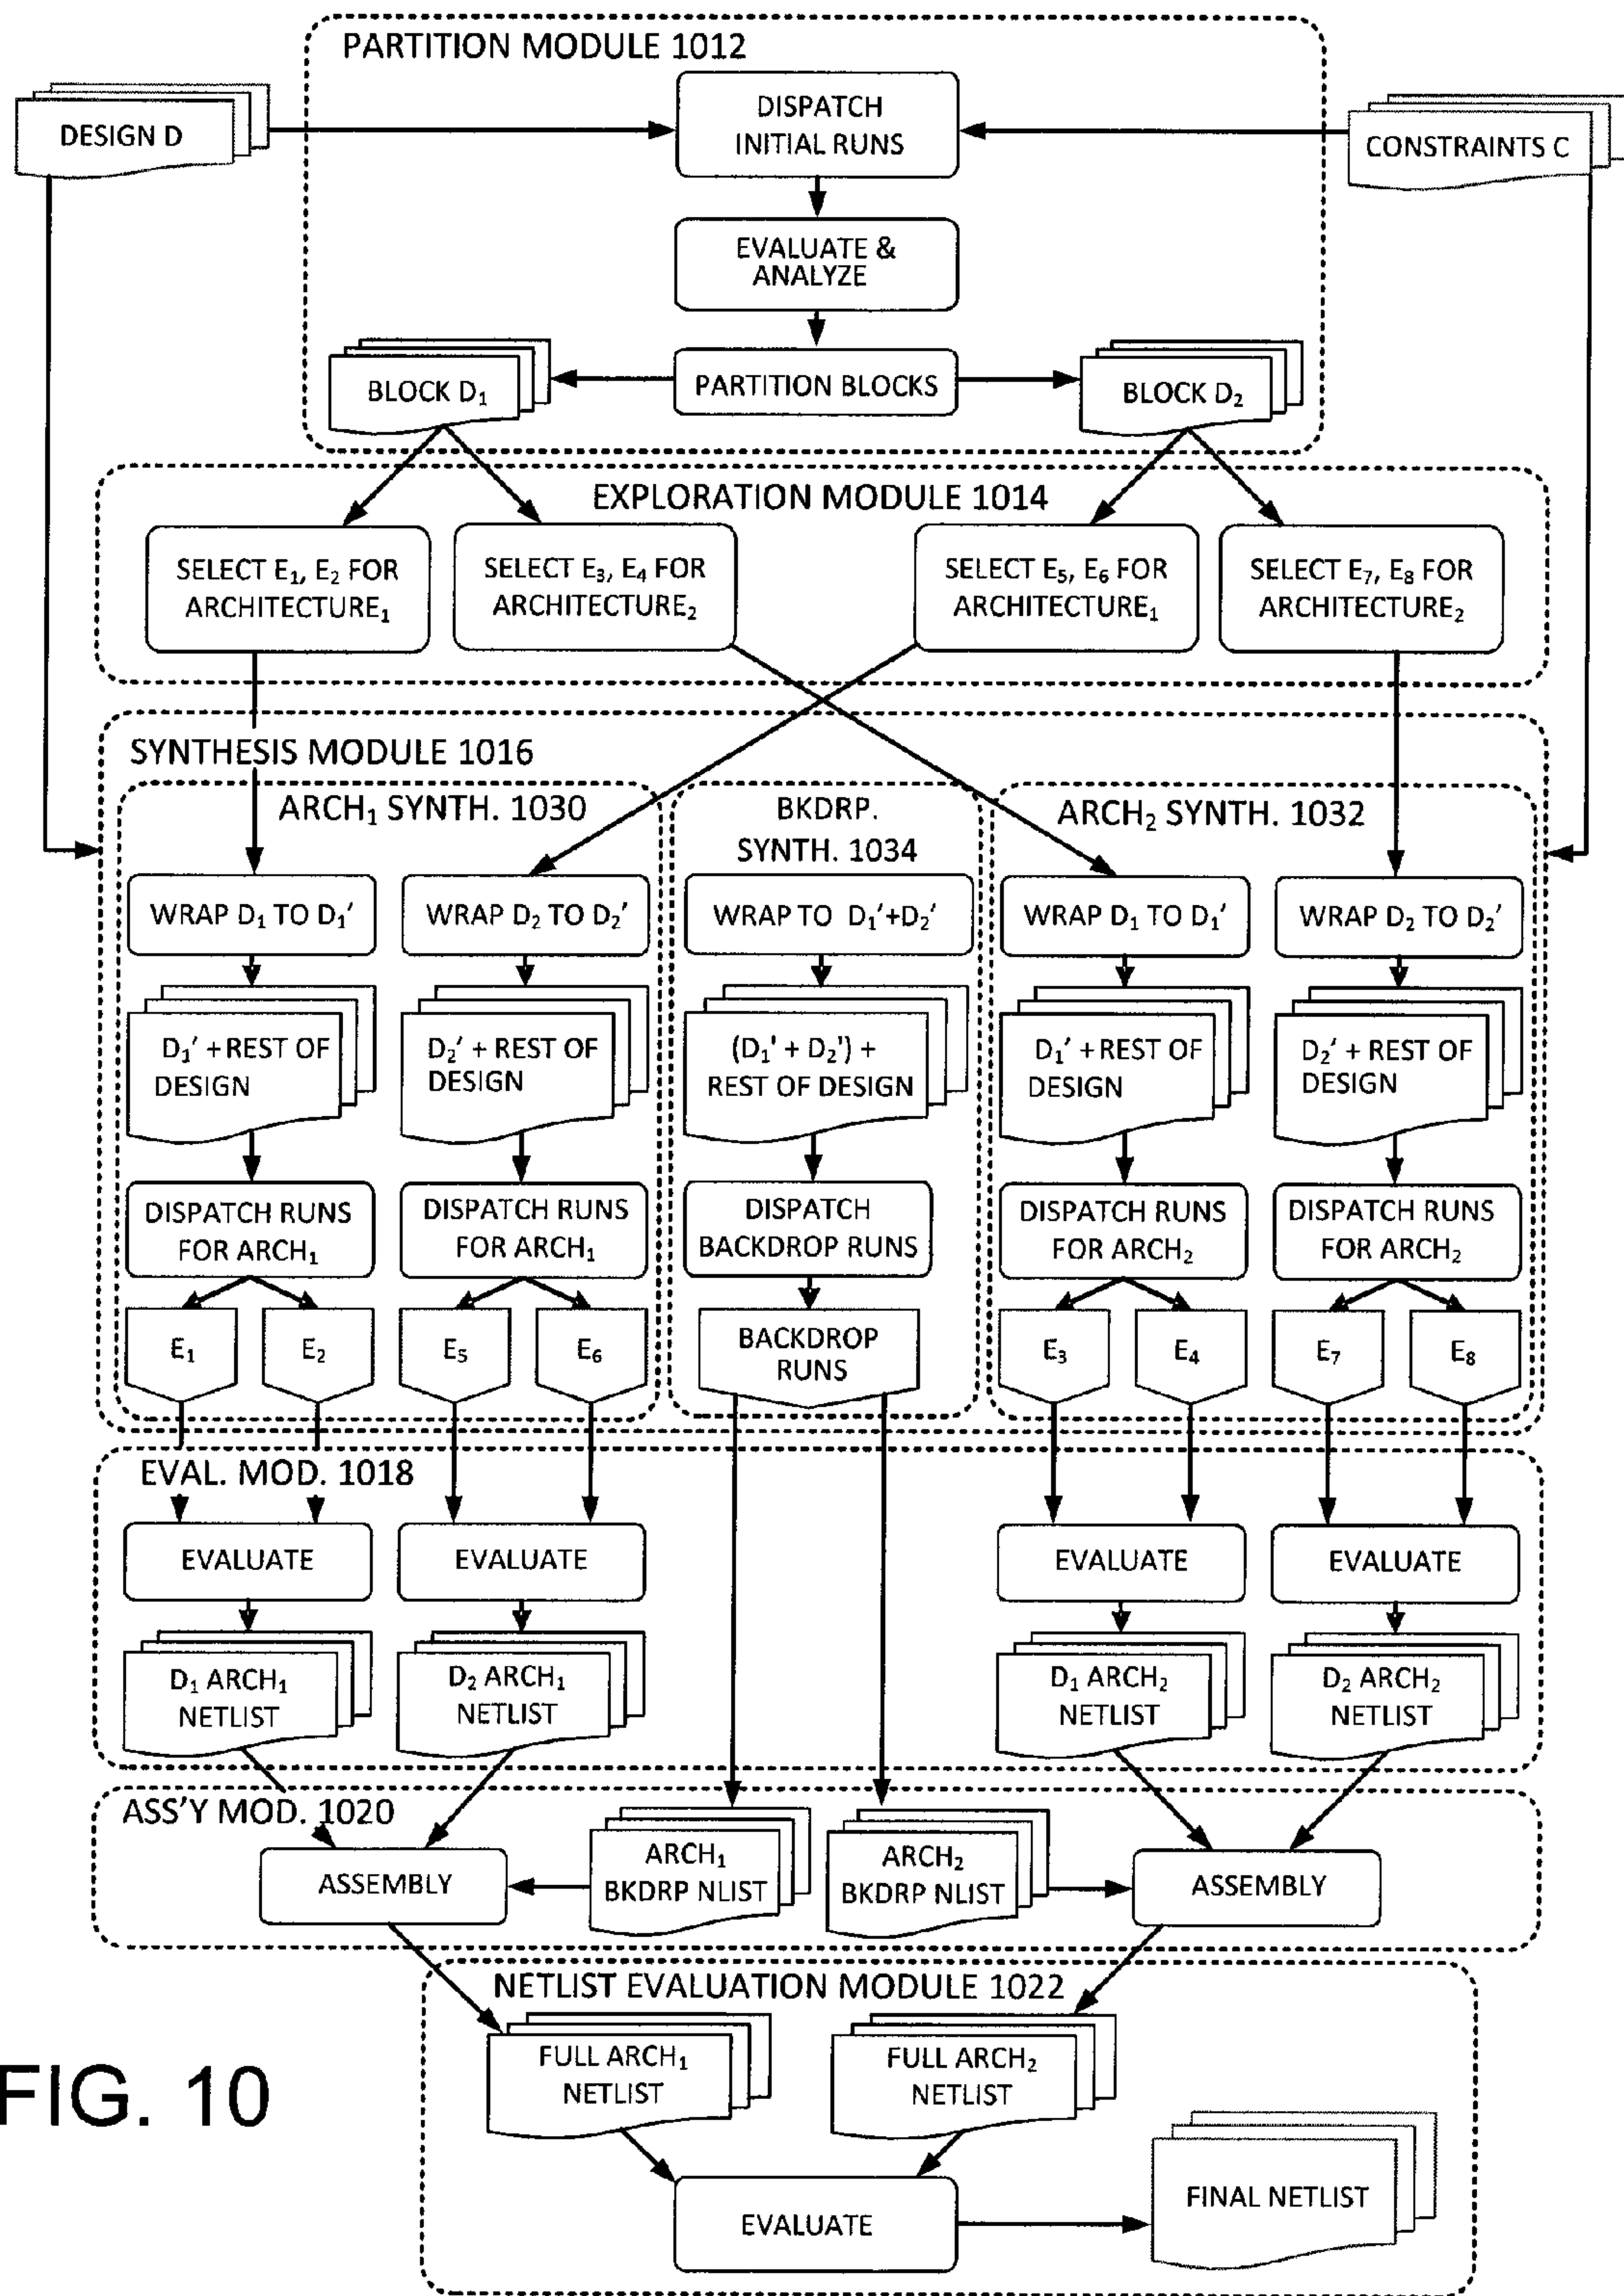 PARTITION MODULE 1012
DESIGN D
DISPATCH
INITIAL RUNS
CONSTRAINTS C
EVALUATE &
ANALYZE
BLOCK D₁
PARTITION BLOCKS
BLOCK D₂
EXPLORATION MODULE 1014
SELECT E₁, E₂ FOR
ARCHITECTURE₁
SELECT E₃, E₄ FOR
ARCHITECTURE₂
SELECT E₅, E₆ FOR
ARCHITECTURE₁
SELECT E₇, E₈ FOR
ARCHITECTURE₂
SYNTHESIS MODULE 1016
ARCH₁ SYNTH. 1030
BKDRP.
SYNTH. 1034
ARCH₂ SYNTH. 1032
WRAP D₁ TO D₁'
WRAP D₂ TO D₂'
WRAP TO D₁'+D₂'
WRAP D₁ TO D₁'
WRAP D₂ TO D₂'
D₁' + REST OF
DESIGN
D₂' + REST OF
DESIGN
(D₁' + D₂') +
REST OF DESIGN
D₁' + REST OF
DESIGN
D₂' + REST OF
DESIGN
DISPATCH RUNS
FOR ARCH₁
DISPATCH RUNS
FOR ARCH₁
DISPATCH
BACKDROP RUNS
DISPATCH RUNS
FOR ARCH₂
DISPATCH RUNS
FOR ARCH₂
E₁
E₂
E₅
E₆
BACKDROP
RUNS
E₃
E₄
E₇
E₈
EVAL. MOD. 1018
EVALUATE
EVALUATE
EVALUATE
EVALUATE
D₁ ARCH₁
NETLIST
D₂ ARCH₁
NETLIST
D₁ ARCH₂
NETLIST
D₂ ARCH₂
NETLIST
ASS'Y MOD. 1020
ASSEMBLY
ARCH₁
BKDRP NLIST
ARCH₂
BKDRP NLIST
ASSEMBLY
NETLIST EVALUATION MODULE 1022
FULL ARCH₁
NETLIST
FULL ARCH₂
NETLIST
EVALUATE
FINAL NETLIST
FIG. 10